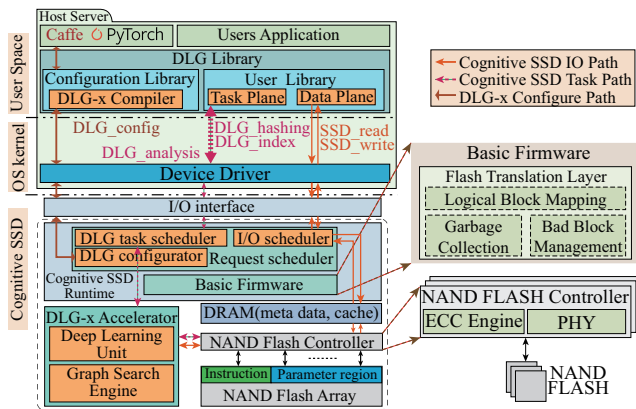 Host Server
Caffe PyTorch
Users Application
DLG Library
Configuration Library
DLG-x Compiler
User Library
Task Plane
Data Plane
User Space
DLG_config
DLG_hashing
DLG_index
SSD_read
SSD_write
DLG_analysis
OS kernel
Device Driver
I/O interface
Cognitive SSD
DLG task scheduler
I/O scheduler
DLG configurator
Request scheduler
Cognitive SSD
Runtime
Basic Firmware
DLG-x Accelerator
Deep Learning
Unit
Graph Search
Engine
DRAM(meta data, cache)
NAND Flash Controller
Instruction
Parameter region
NAND Flash Array
Cognitive SSD IO Path
Cognitive SSD Task Path
DLG-x Configure Path
Basic Firmware
Flash Translation Layer
Logical Block Mapping
Garbage
Collection
Bad Block
Management
NAND FLASH Controller
ECC Engine
PHY
NAND
FLASH